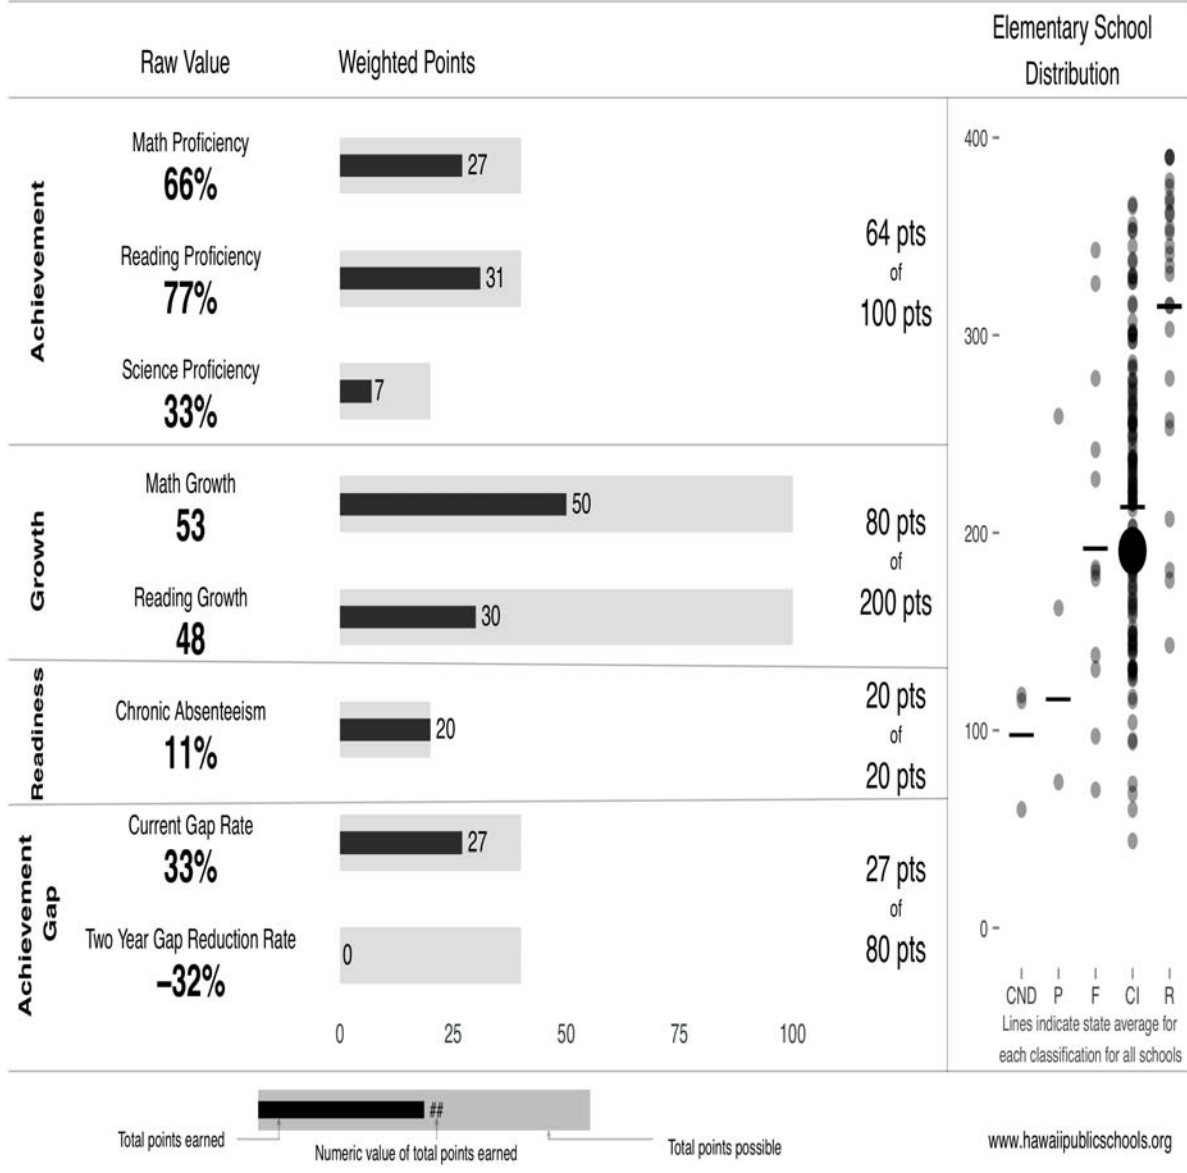 Raw Value
Weighted Points
Elementary School
Distribution
Achievement
Math Proficiency
66%
27
Reading Proficiency
77%
31
Science Proficiency
33%
7
64 pts
of
100 pts
Growth
Math Growth
53
50
Reading Growth
48
30
80 pts
of
200 pts
Readiness
Chronic Absenteeism
11%
20
20 pts
of
20 pts
Achievement
Gap
Current Gap Rate
33%
27
Two Year Gap Reduction Rate
–32%
0
27 pts
of
80 pts
0 25 50 75 100
400
300
200
100
0
CND P F CI R
Lines indicate state average for
each classification for all schools
##
Total points earned
Numeric value of total points earned
Total points possible
www.hawaiipublicschools.org